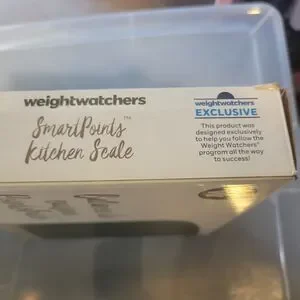 weightwatchers
SmartPoints™
Kitchen Scale
weightwatchers
EXCLUSIVE
This product was
designed exclusively
to help you follow the
Weight Watchers®
program all the way
to success!